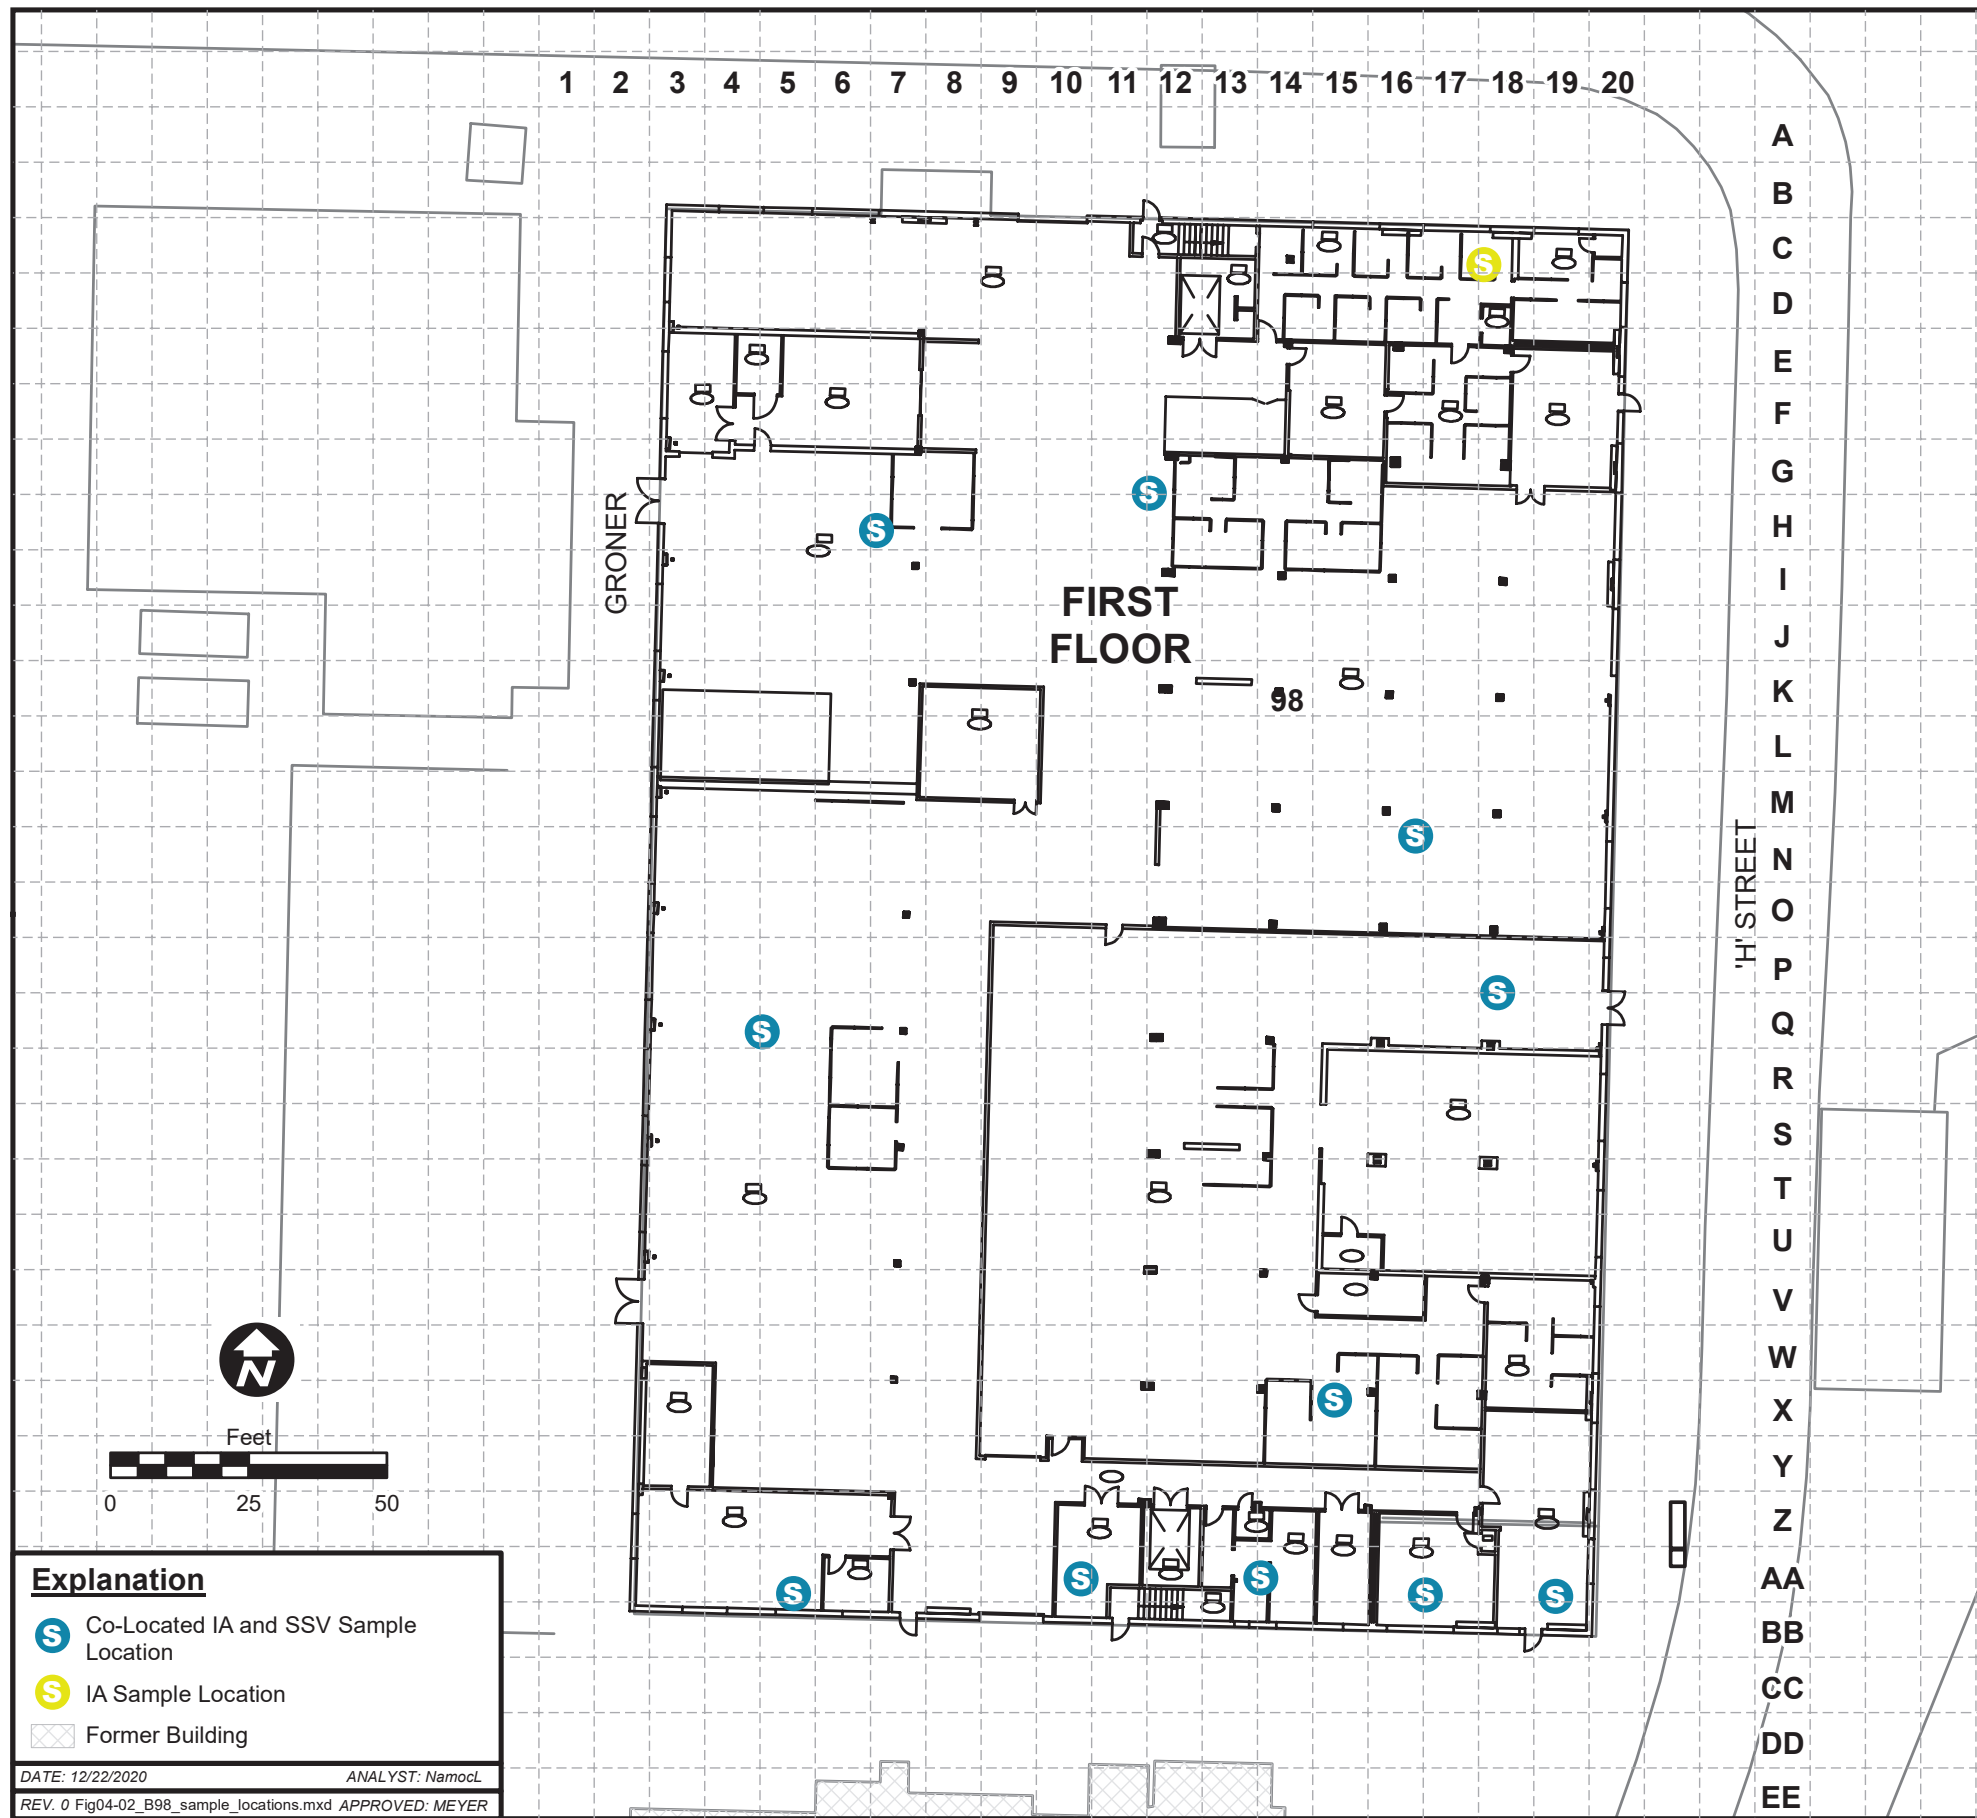 1 2 3 4 5 6 7 8 9 10 11 12 13 14 15 16 17 18 19 20
A
B
C
D
E
F
G
H
I
J
K
L
M
N
O
P
Q
R
S
T
U
V
W
X
Y
Z
AA
BB
CC
DD
EE
GRONER
'H' STREET
FIRST
FLOOR
98
S
S
S
S
S
S
S
S
S
S
S
S
N
Feet
0 25 50
Explanation
S Co-Located IA and SSV Sample
Location
S IA Sample Location
Former Building
DATE: 12/22/2020 ANALYST: NamocL
REV. 0 Fig04-02_B98_sample_locations.mxd APPROVED: MEYER